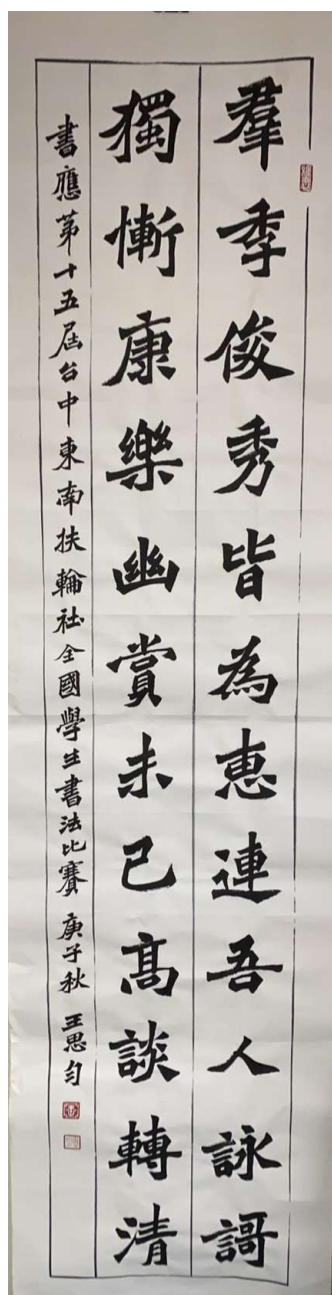 羣季俊秀皆為惠連吾人詠謌
獨慚康樂幽賞未已高談轉清
書應第十五屆台中東南扶輪社全國學生書法比賽 庚子秋 王思勻